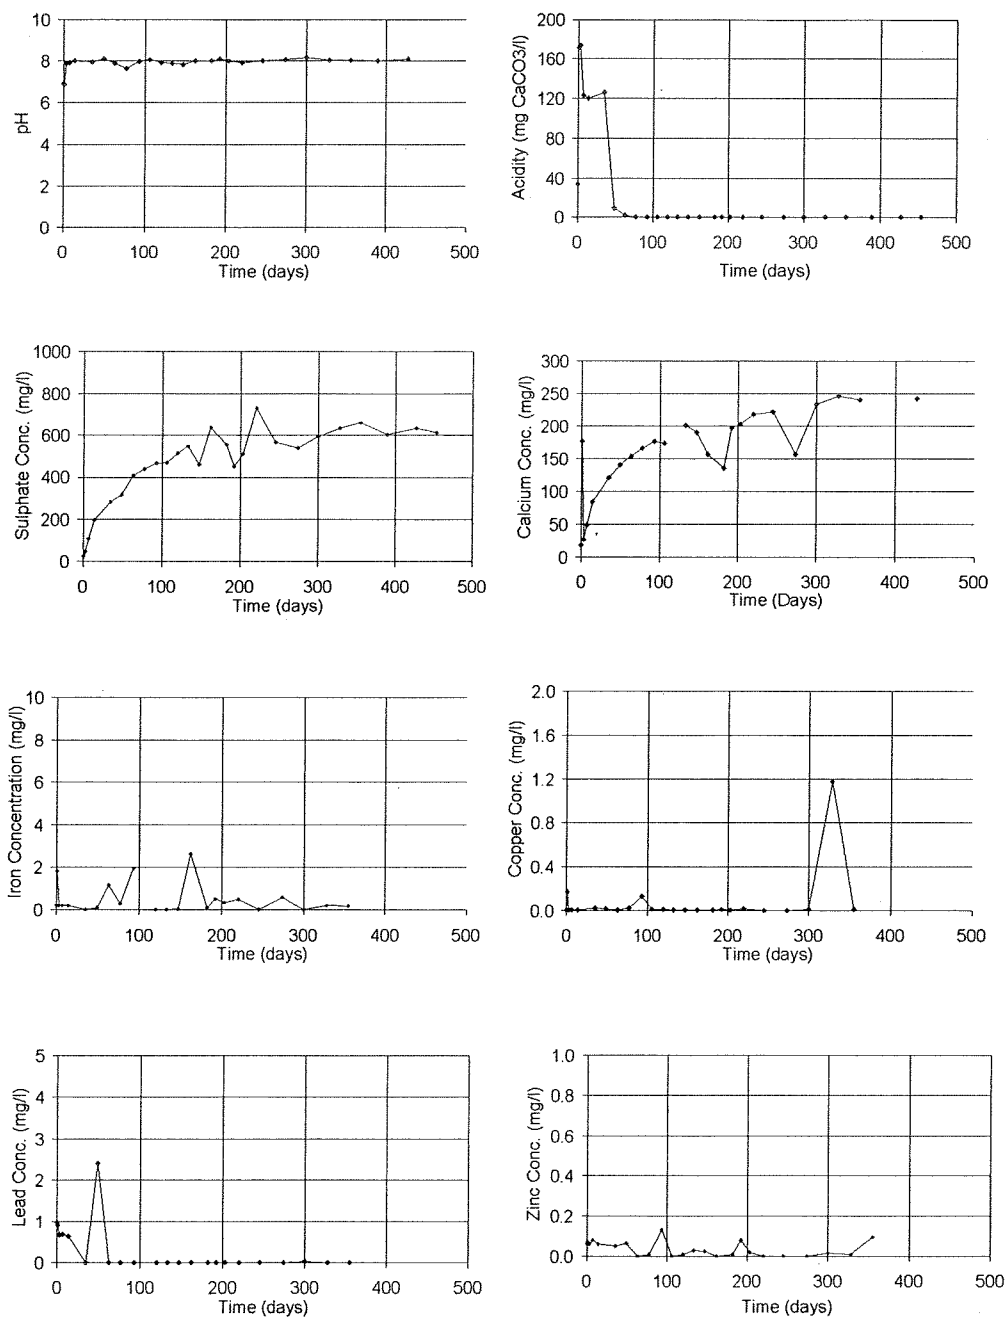 10
8
6
4
2
0
pH
0 100 200 300 400 500
Time (days)
200
160
120
80
40
0
Acidity (mg CaCO3/l)
0 100 200 300 400 500
Time (days)
1000
800
600
400
200
0
Sulphate Conc. (mg/l)
0 100 200 300 400 500
Time (days)
300
250
200
150
100
50
0
Calcium Conc. (mg/l)
0 100 200 300 400 500
Time (Days)
10
8
6
4
2
0
Iron Concentration (mg/l)
0 100 200 300 400 500
Time (days)
2.0
1.6
1.2
0.8
0.4
0.0
Copper Conc. (mg/l)
0 100 200 300 400 500
Time (days)
5
4
3
2
1
0
Lead Conc. (mg/l)
0 100 200 300 400 500
Time (days)
1.0
0.8
0.6
0.4
0.2
0.0
Zinc Conc. (mg/l)
0 100 200 300 400 500
Time (days)